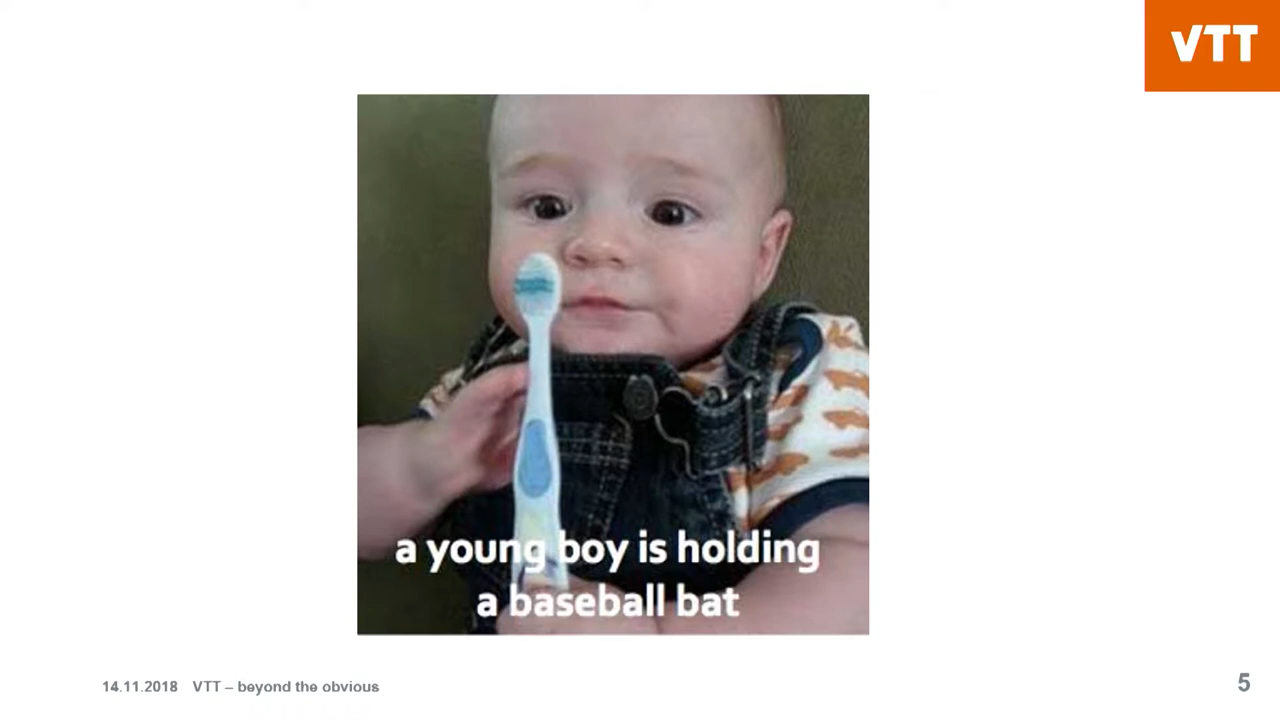 VTT
a young boy is holding
a baseball bat
14.11.2018 VTT – beyond the obvious
5